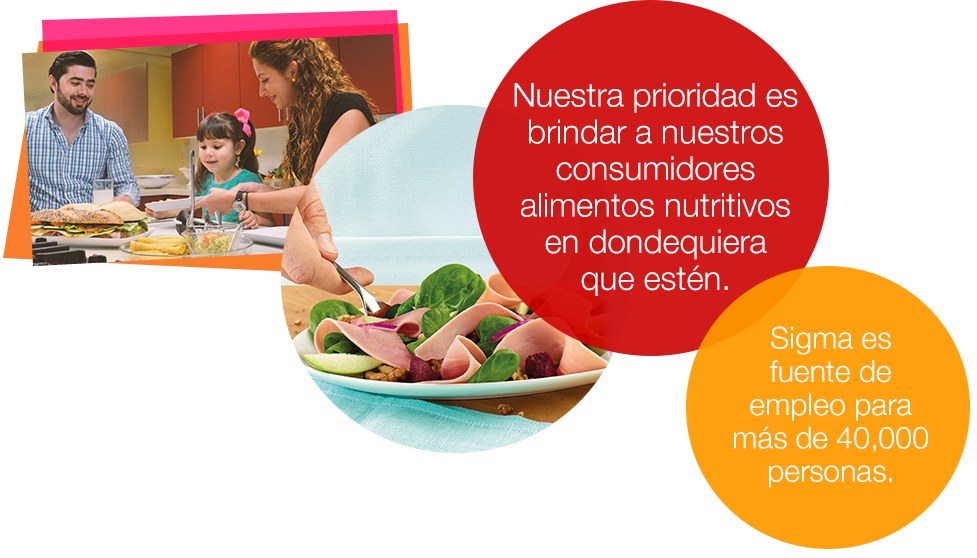 Nuestra prioridad es
brindar a nuestros
consumidores
alimentos nutritivos
en dondequiera
que estén.
Sigma es
fuente de
empleo para
más de 40,000
personas.